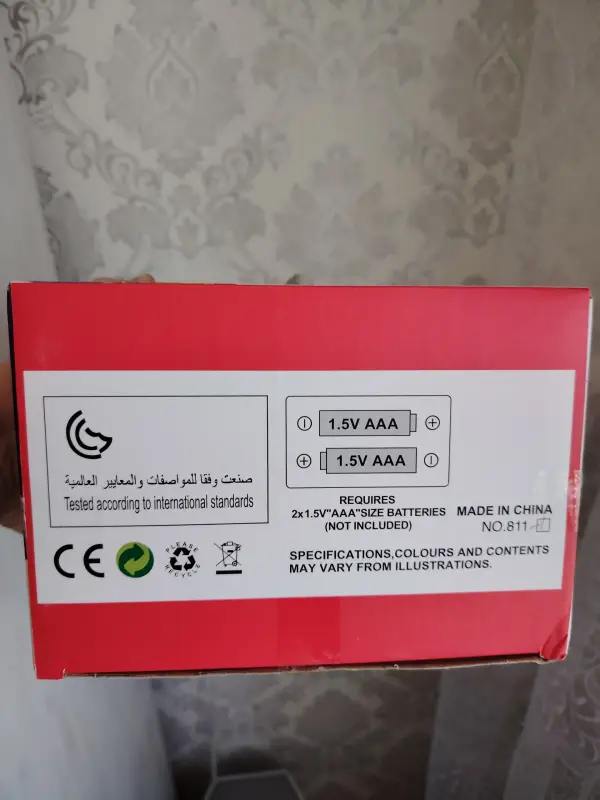 صنعت وفقا للمواصفات والمعايير العالمية
Tested according to international standards
CE
PLEASE
RECYCLE
1.5V AAA
1.5V AAA
REQUIRES
2x1.5V"AAA"SIZE BATTERIES
(NOT INCLUDED)
MADE IN CHINA
NO.811-
SPECIFICATIONS,COLOURS AND CONTENTS
MAY VARY FROM ILLUSTRATIONS.